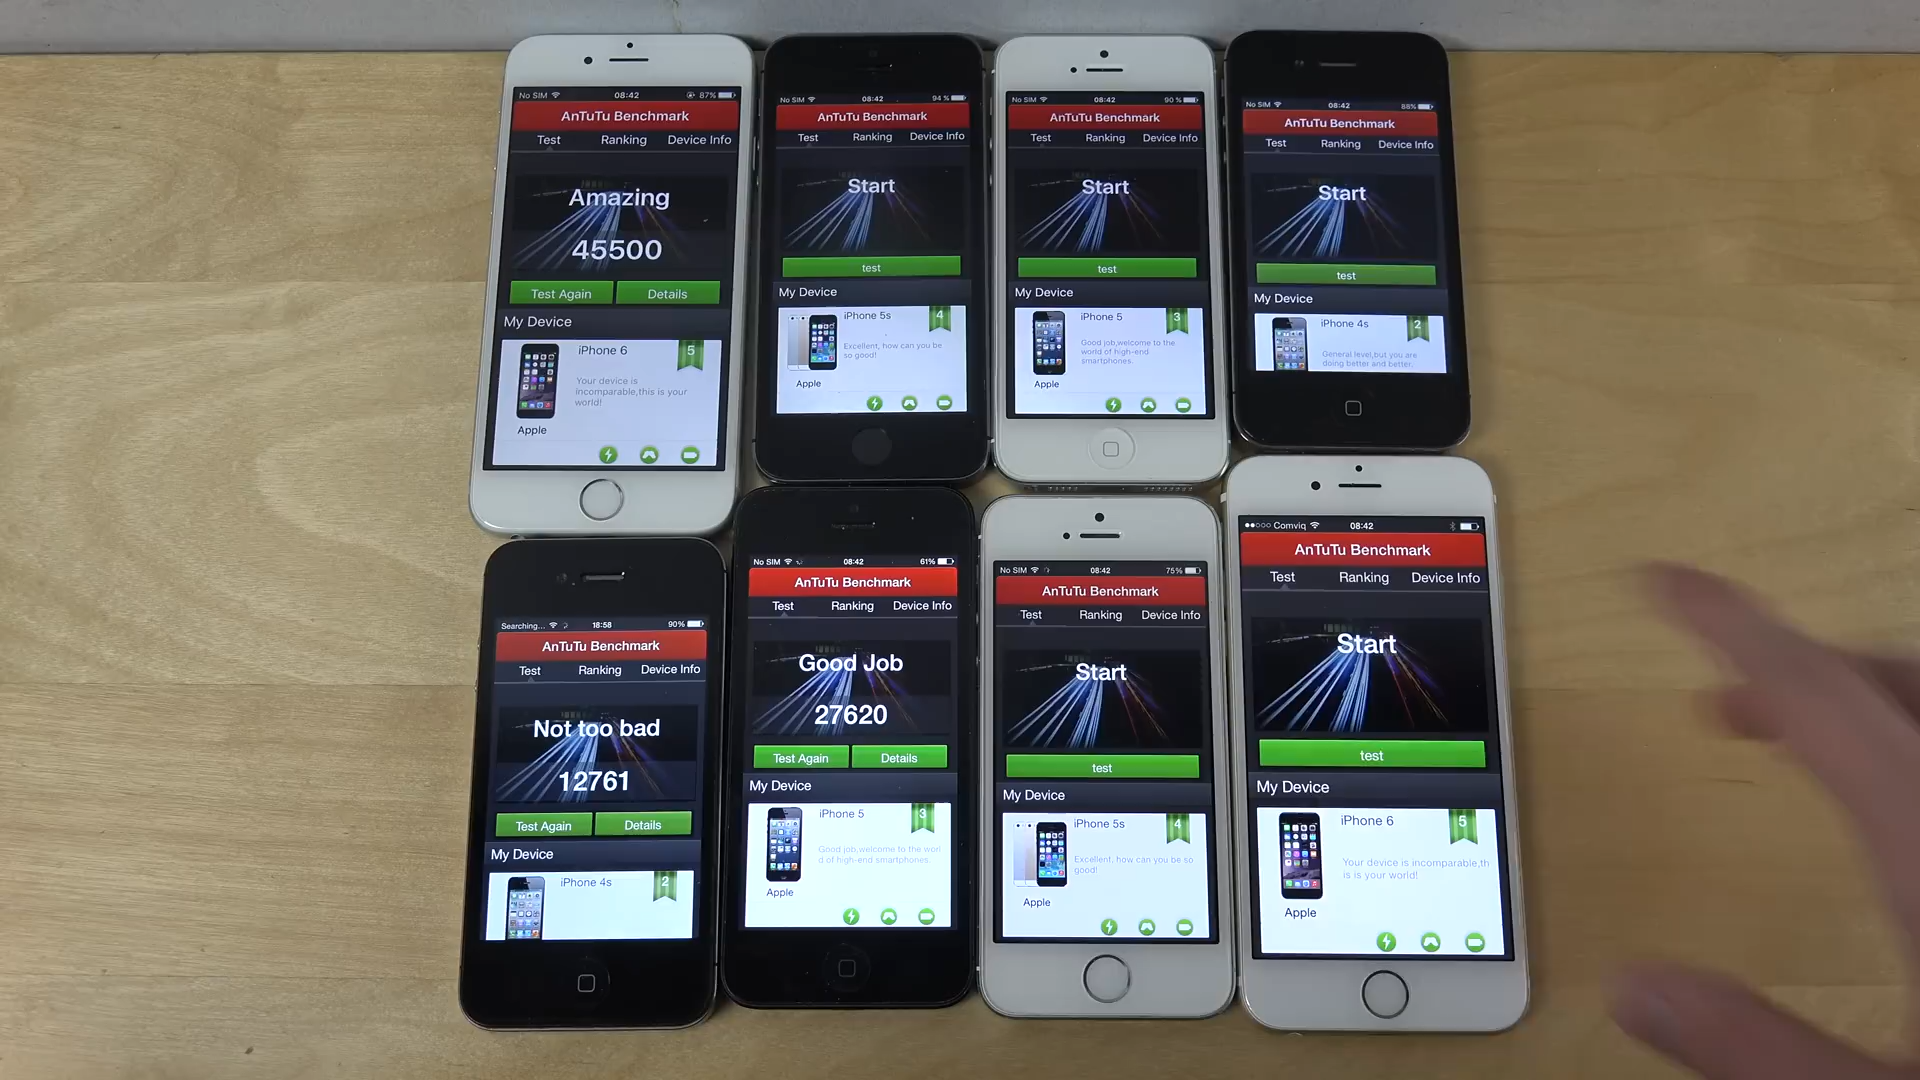 No SIM 08:42 87%
AnTuTu Benchmark
Test Ranking Device Info
Amazing
45500
Test Again Details
My Device
iPhone 6 5
Your device is
incomparable,this is your
world!
Apple
No SIM 08:42 94%
AnTuTu Benchmark
Test Ranking Device Info
Start
test
My Device
iPhone 5s 4
Excellent, how can you be
so good!
Apple
No SIM 08:42 90%
AnTuTu Benchmark
Test Ranking Device Info
Start
test
My Device
iPhone 5 3
Good job,welcome to the
world of high-end
smartphones.
Apple
No SIM 08:42 88%
AnTuTu Benchmark
Test Ranking Device Info
Start
test
My Device
iPhone 4s 2
General level,but you are
doing better and better.
Searching... 18:58 90%
AnTuTu Benchmark
Test Ranking Device Info
Not too bad
12761
Test Again Details
My Device
iPhone 4s 2
No SIM 08:42 61%
AnTuTu Benchmark
Test Ranking Device Info
Good Job
27620
Test Again Details
My Device
iPhone 5 3
Good job,welcome to the worl
d of high-end smartphones.
Apple
No SIM 08:42 75%
AnTuTu Benchmark
Test Ranking Device Info
Start
test
My Device
iPhone 5s 4
Excellent, how can you be so
good!
Apple
Comviq 08:42
AnTuTu Benchmark
Test Ranking Device Info
Start
test
My Device
iPhone 6 5
Your device is incomparable,th
is is your world!
Apple